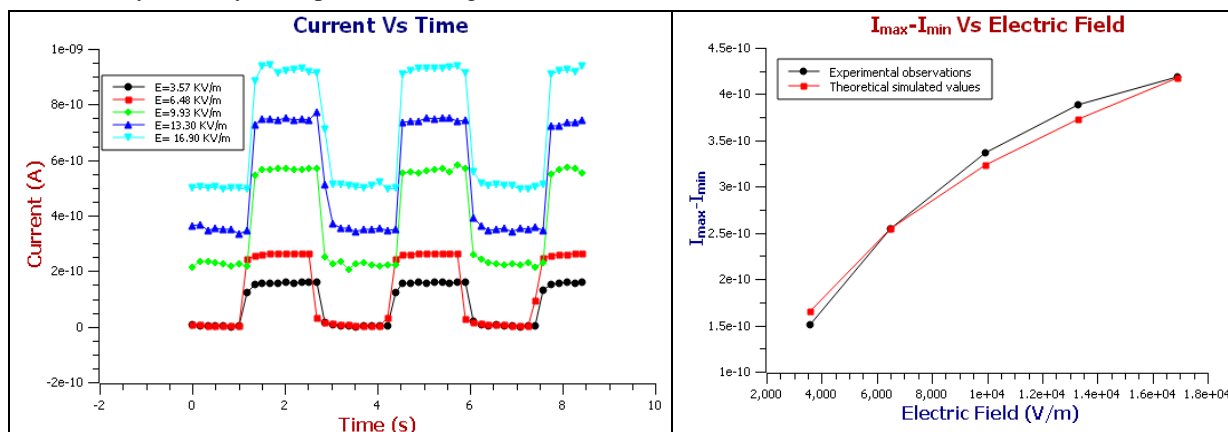 Current Vs Time
1e-09
8e-10
6e-10
4e-10
2e-10
0
-2e-10
Current (A)
E=3.57 KV/m
E=6.48 KV/m
E=9.93 KV/m
E=13.30 KV/m
E= 16.90 KV/m
-2
0
2
4
6
8
10
Time (s)
Imax-Imin Vs Electric Field
4.5e-10
4e-10
3.5e-10
3e-10
2.5e-10
2e-10
1.5e-10
1e-10
Imax-Imin
Experimental observations
Theoretical simulated values
2,000
4,000
6,000
8,000
1e+04
1.2e+04
1.4e+04
1.6e+04
1.8e+04
Electric Field (V/m)